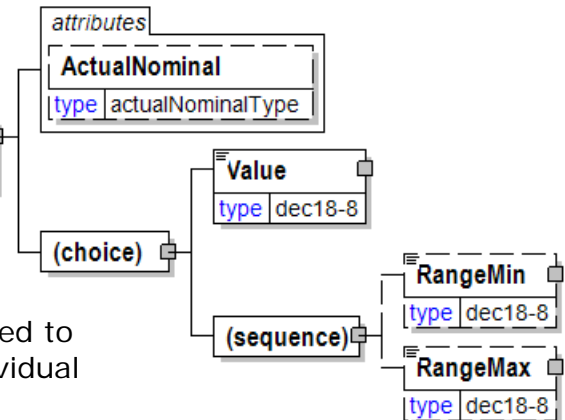 attributes
ActualNominal
type actualNominalType
Value
type dec18-8
(choice)
RangeMin
type dec18-8
(sequence)
RangeMax
type dec18-8
ed to
vidual